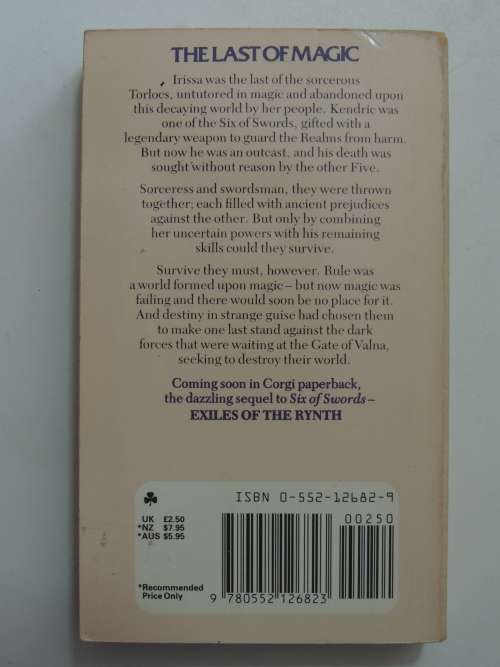 THE LAST OF MAGIC
Irissa was the last of the sorcerous
Torlocs, untutored in magic and abandoned upon
this decaying world by her people. Kendric was
one of the Six of Swords, gifted with a
legendary weapon to guard the Realms from harm.
But now he was an outcast, and his death was
sought without reason by the other Five.
Sorceress and swordsman, they were thrown
together; each filled with ancient prejudices
against the other. But only by combining
her uncertain powers with his remaining
skills could they survive.
Survive they must, however. Rule was
a world formed upon magic – but now magic was
failing and there would soon be no place for it.
And destiny in strange guise had chosen them
to make one last stand against the dark
forces that were waiting at the Gate of Valna,
seeking to destroy their world.
Coming soon in Corgi paperback,
the dazzling sequel to Six of Swords –
EXILES OF THE RYNTH
ISBN 0-552-12682-9
UK £2.50
*NZ $7.95
*AUS $5.95
00250
*Recommended
Price Only
9 780552 126823